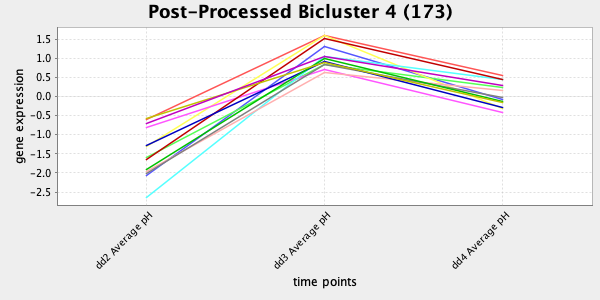 Post-Processed Bicluster 4 (173)
gene expression
1.5
1.0
0.5
0.0
-0.5
-1.0
-1.5
-2.0
-2.5
dd2 Average pH
dd3 Average pH
dd4 Average pH
time points